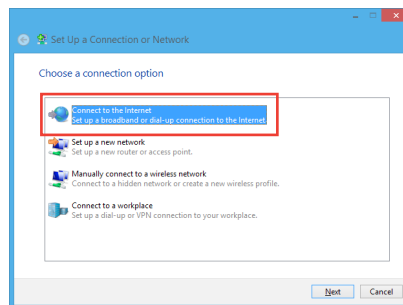 Set Up a Connection or Network
Choose a connection option
Connect to the Internet
Set up a broadband or dial-up connection to the Internet.
Set up a new network
Set up a new router or access point.
Manually connect to a wireless network
Connect to a hidden network or create a new wireless profile.
Connect to a workplace
Set up a dial-up or VPN connection to your workplace.
Next
Cancel